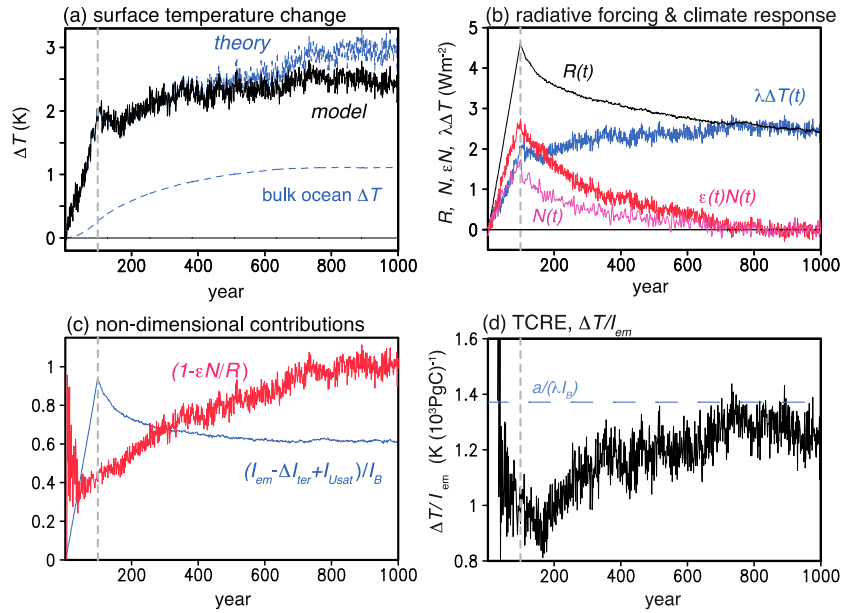 (a) surface temperature change
3
2
1
0
ΔT (K)
theory
model
bulk ocean ΔT
200 400 600 800 1000
year
(b) radiative forcing & climate response
5
4
3
2
1
0
R, N, εN, λΔT (Wm⁻²)
R(t)
λΔT(t)
ε(t)N(t)
N(t)
200 400 600 800 1000
year
(c) non-dimensional contributions
1
0.8
0.6
0.4
0.2
0
(1-εN/R)
(I_em-ΔI_ter+I_Usat)/I_B
200 400 600 800 1000
year
(d) TCRE, ΔT/I_em
1.6
1.4
1.2
1
0.8
ΔT/I_em (K (10³PgC)⁻¹)
a/(λI_B)
200 400 600 800 1000
year